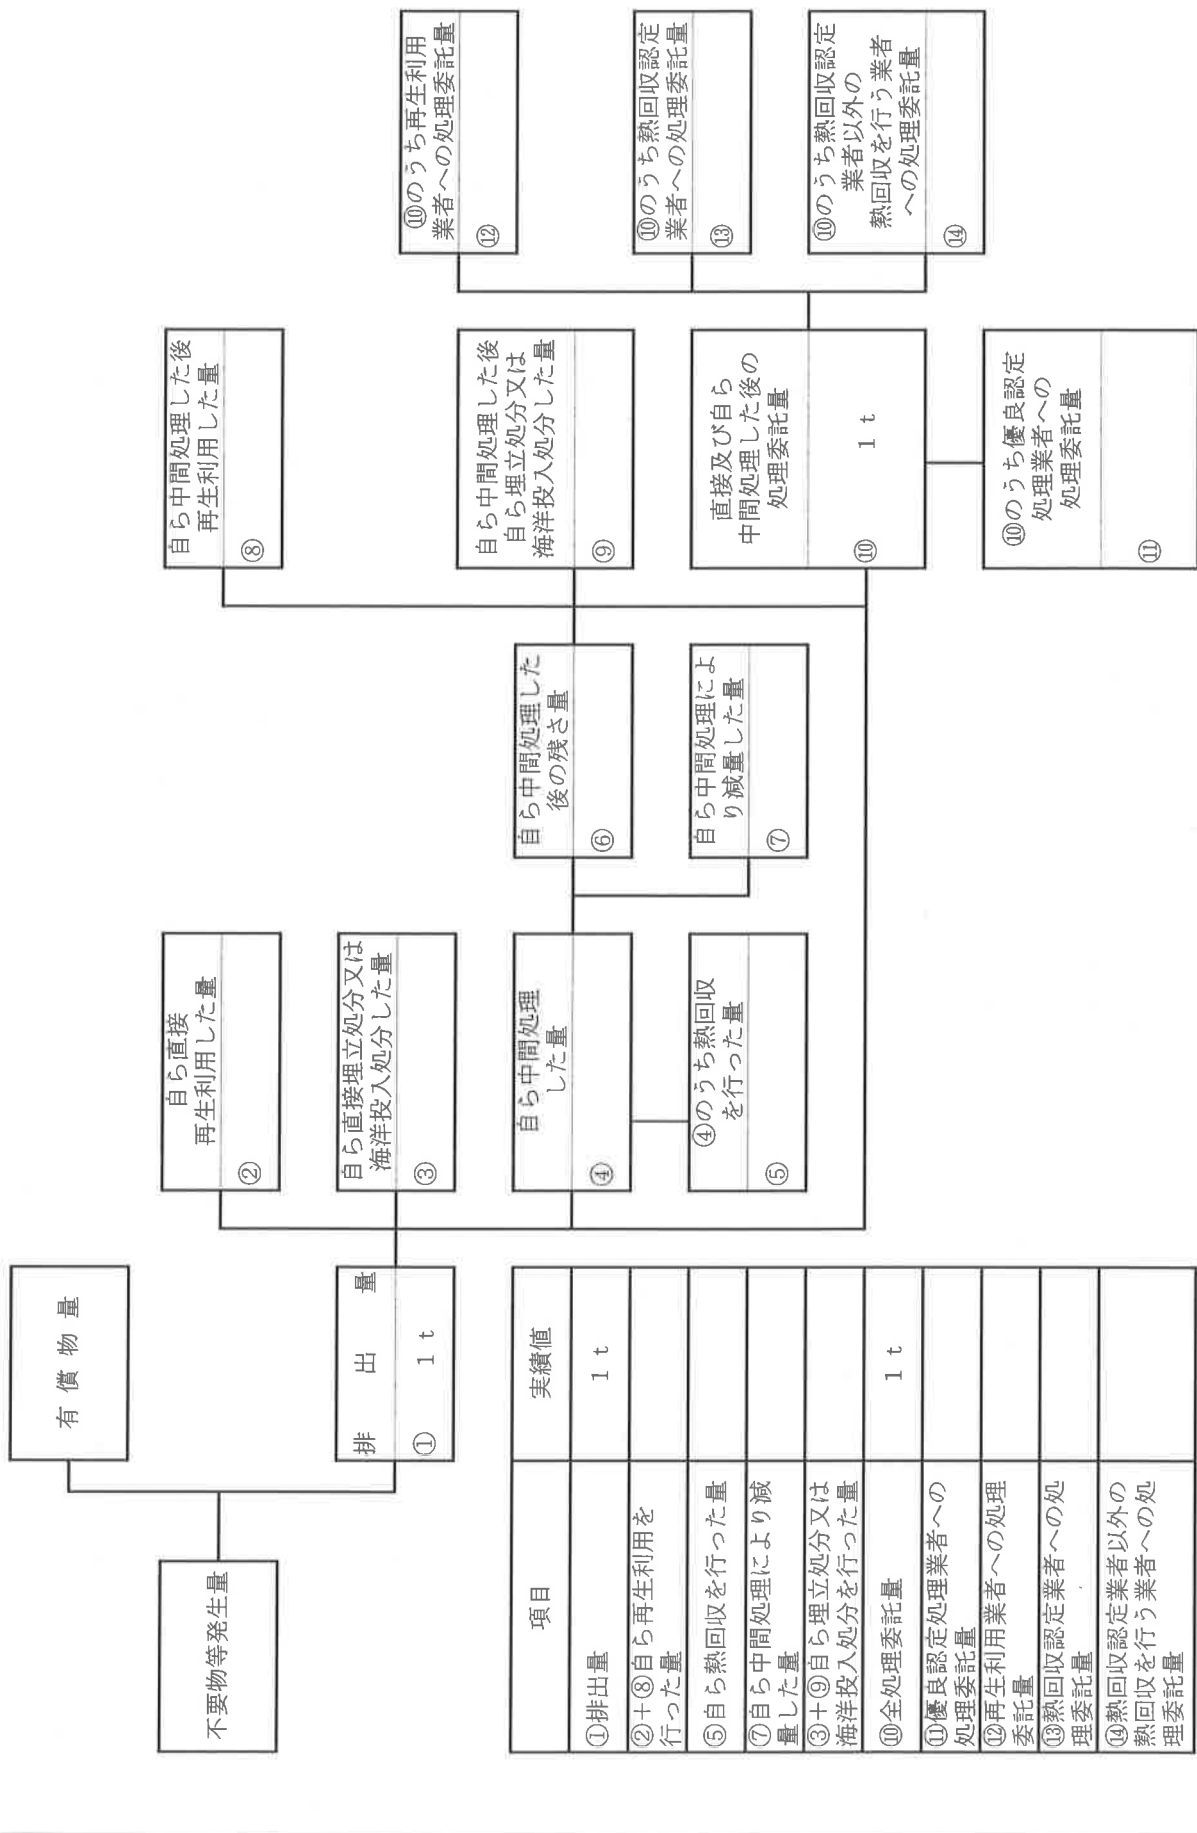 不要物等発生量
有償物量
排出量
① 1 t
自ら直接
再生利用した量
②
自ら直接埋立処分又は
海洋投入処分した量
③
自ら中間処理
した量
④
④のうち熱回収
を行った量
⑤
自ら中間処理した
後の残さ量
⑥
自ら中間処理によ
り減量した量
⑦
自ら中間処理した後
再生利用した量
⑧
自ら中間処理した後
自ら埋立処分又は
海洋投入処分した量
⑨
直接及び自ら
中間処理した後の
処理委託量
⑩ 1 t
⑩のうち優良認定
処理業者への
処理委託量
⑪
⑩のうち再生利用
業者への処理委託量
⑫
⑩のうち熱回収認定
業者への処理委託量
⑬
⑩のうち熱回収認定
業者以外の
熱回収を行う業者
への処理委託量
⑭
項目 実績値
①排出量 1 t
②+⑧自ら再生利用を
行った量
⑤自ら熱回収を行った量
⑦自ら中間処理により減
量した量
③+⑨自ら埋立処分又は
海洋投入処分を行った量
⑩全処理委託量 1 t
⑪優良認定処理業者への
処理委託量
⑫再生利用業者への処理
委託量
⑬熱回収認定業者への処
理委託量
⑭熱回収認定業者以外の
熱回収を行う業者への処
理委託量